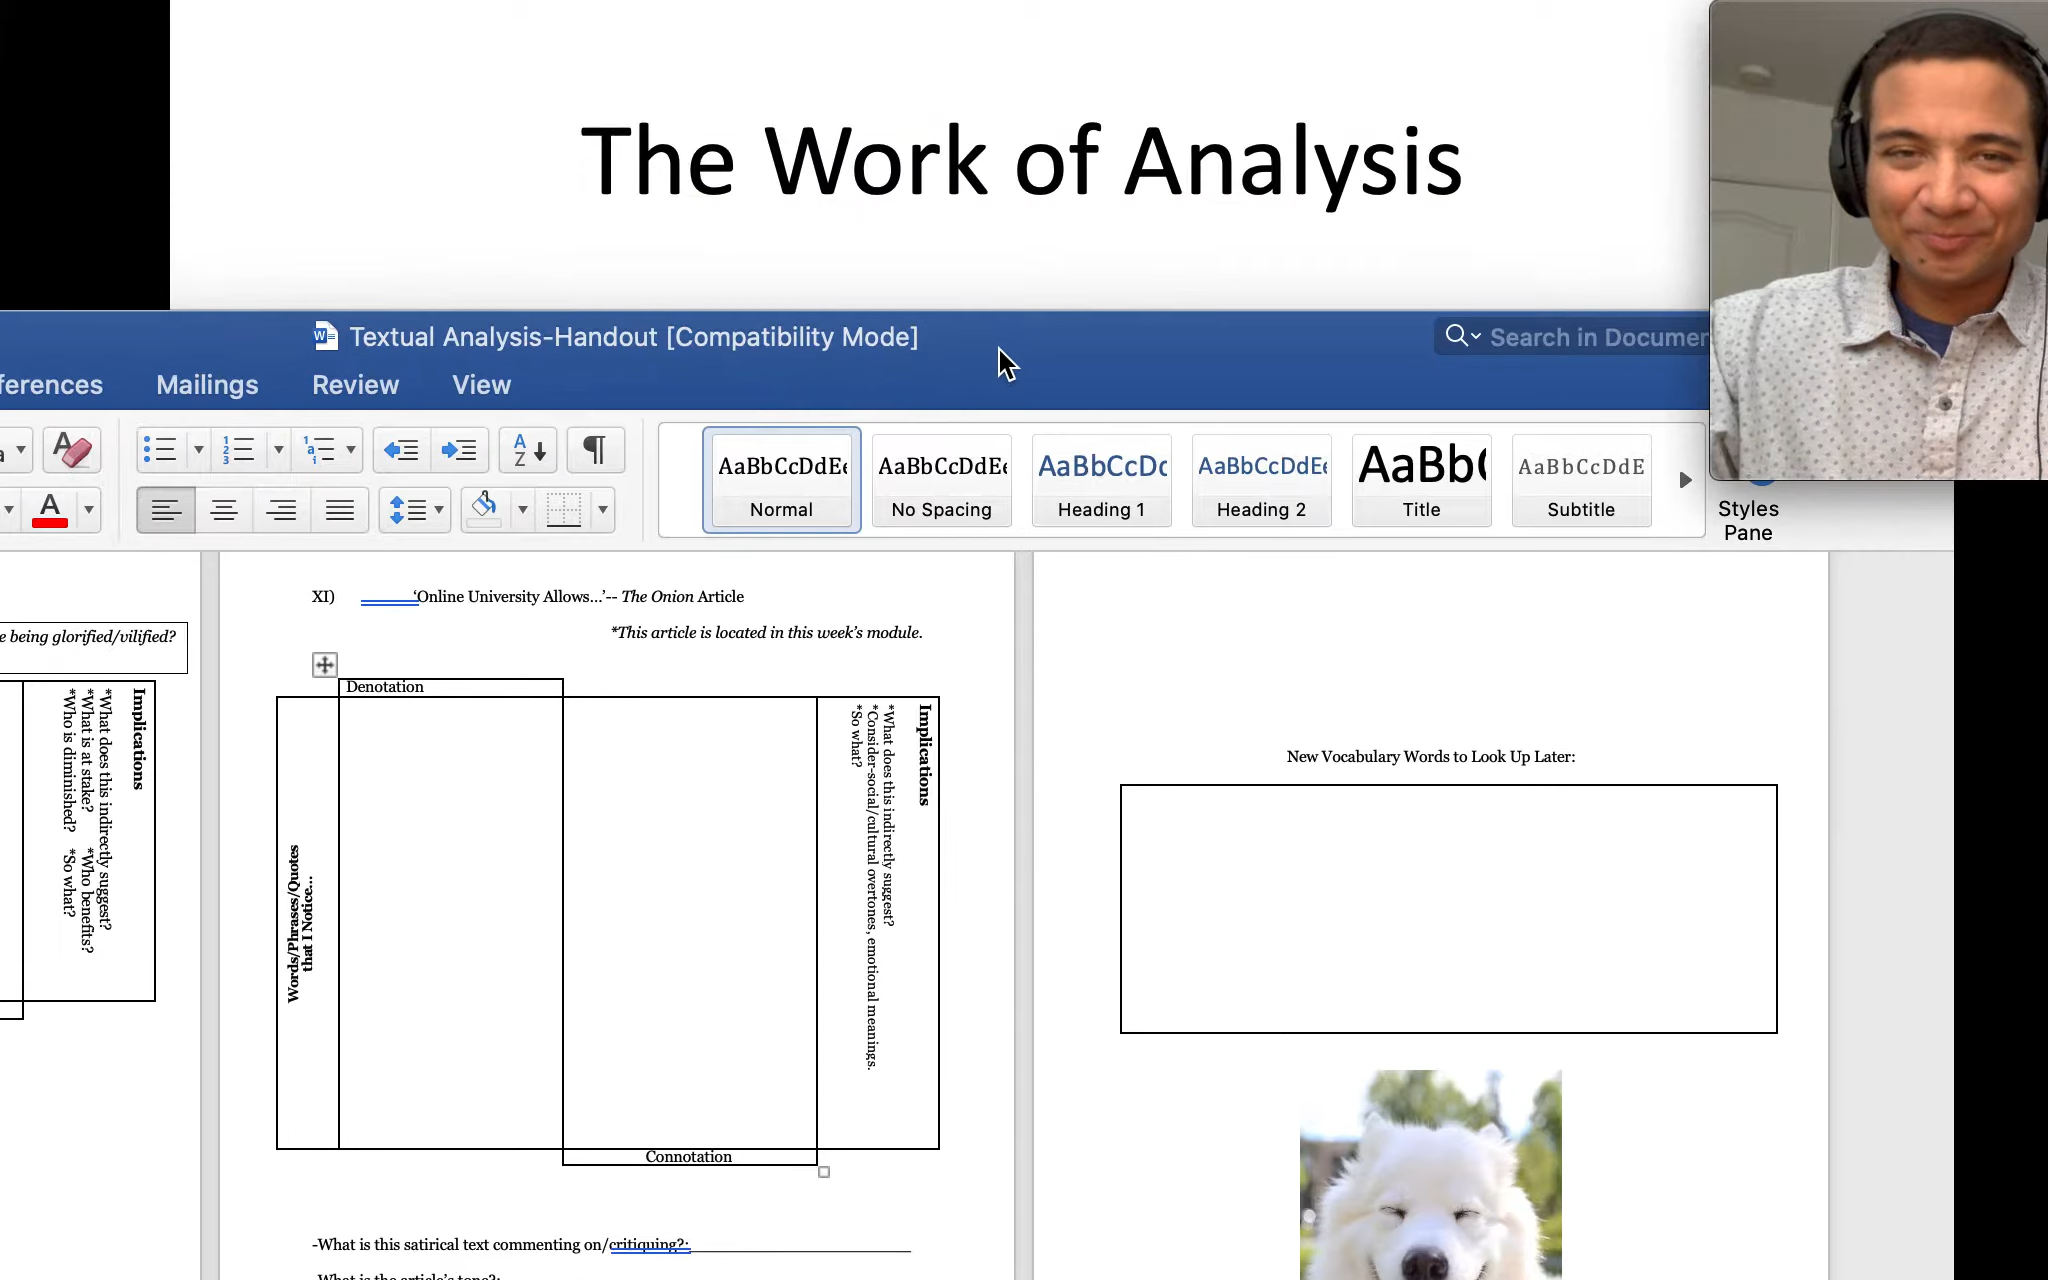 The Work of Analysis
Textual Analysis-Handout [Compatibility Mode]
Search in Documen
ferences
Mailings
Review
View
AaBbCcDdEe
Normal
AaBbCcDdEe
No Spacing
AaBbCcDc
Heading 1
AaBbCcDdEe
Heading 2
AaBb(
Title
AaBbCcDdE
Subtitle
Styles
Pane
e being glorified/vilified?
Implications
*What does this indirectly suggest?
*What is at stake? *Who benefits?
*Who is diminished? *So what?
XI) ‘Online University Allows...’-- The Onion Article
*This article is located in this week’s module.
Denotation
Words/Phrases/Quotes
that I Notice...
Implications
*What does this indirectly suggest?
*Consider-social/cultural overtones, emotional meanings.
*So what?
Connotation
-What is this satirical text commenting on/critiquing?:
-What is the article’s tone?:
New Vocabulary Words to Look Up Later: